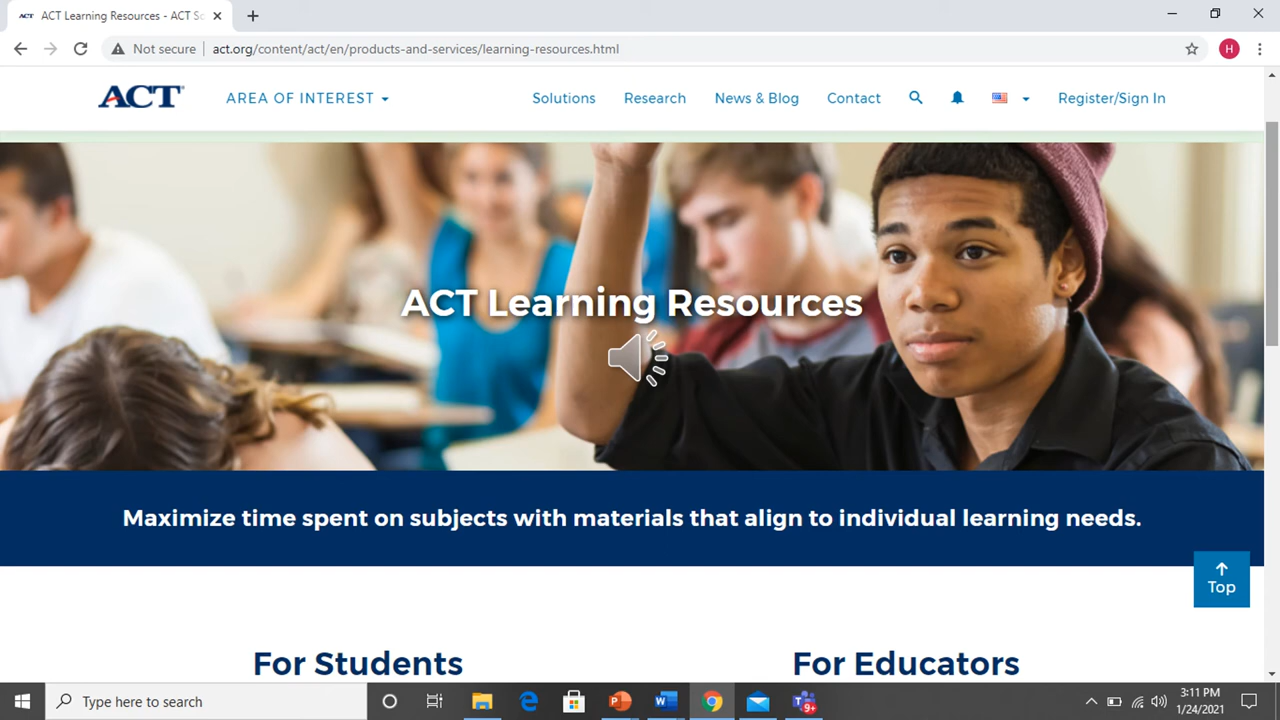 ACT Learning Resources - ACT Sc
Not secure
act.org/content/act/en/products-and-services/learning-resources.html
H
ACT
AREA OF INTEREST
Solutions
Research
News & Blog
Contact
Register/Sign In
ACT Learning Resources
Maximize time spent on subjects with materials that align to individual learning needs.
Top
For Students
For Educators
Type here to search
9+
3:11 PM
1/24/2021